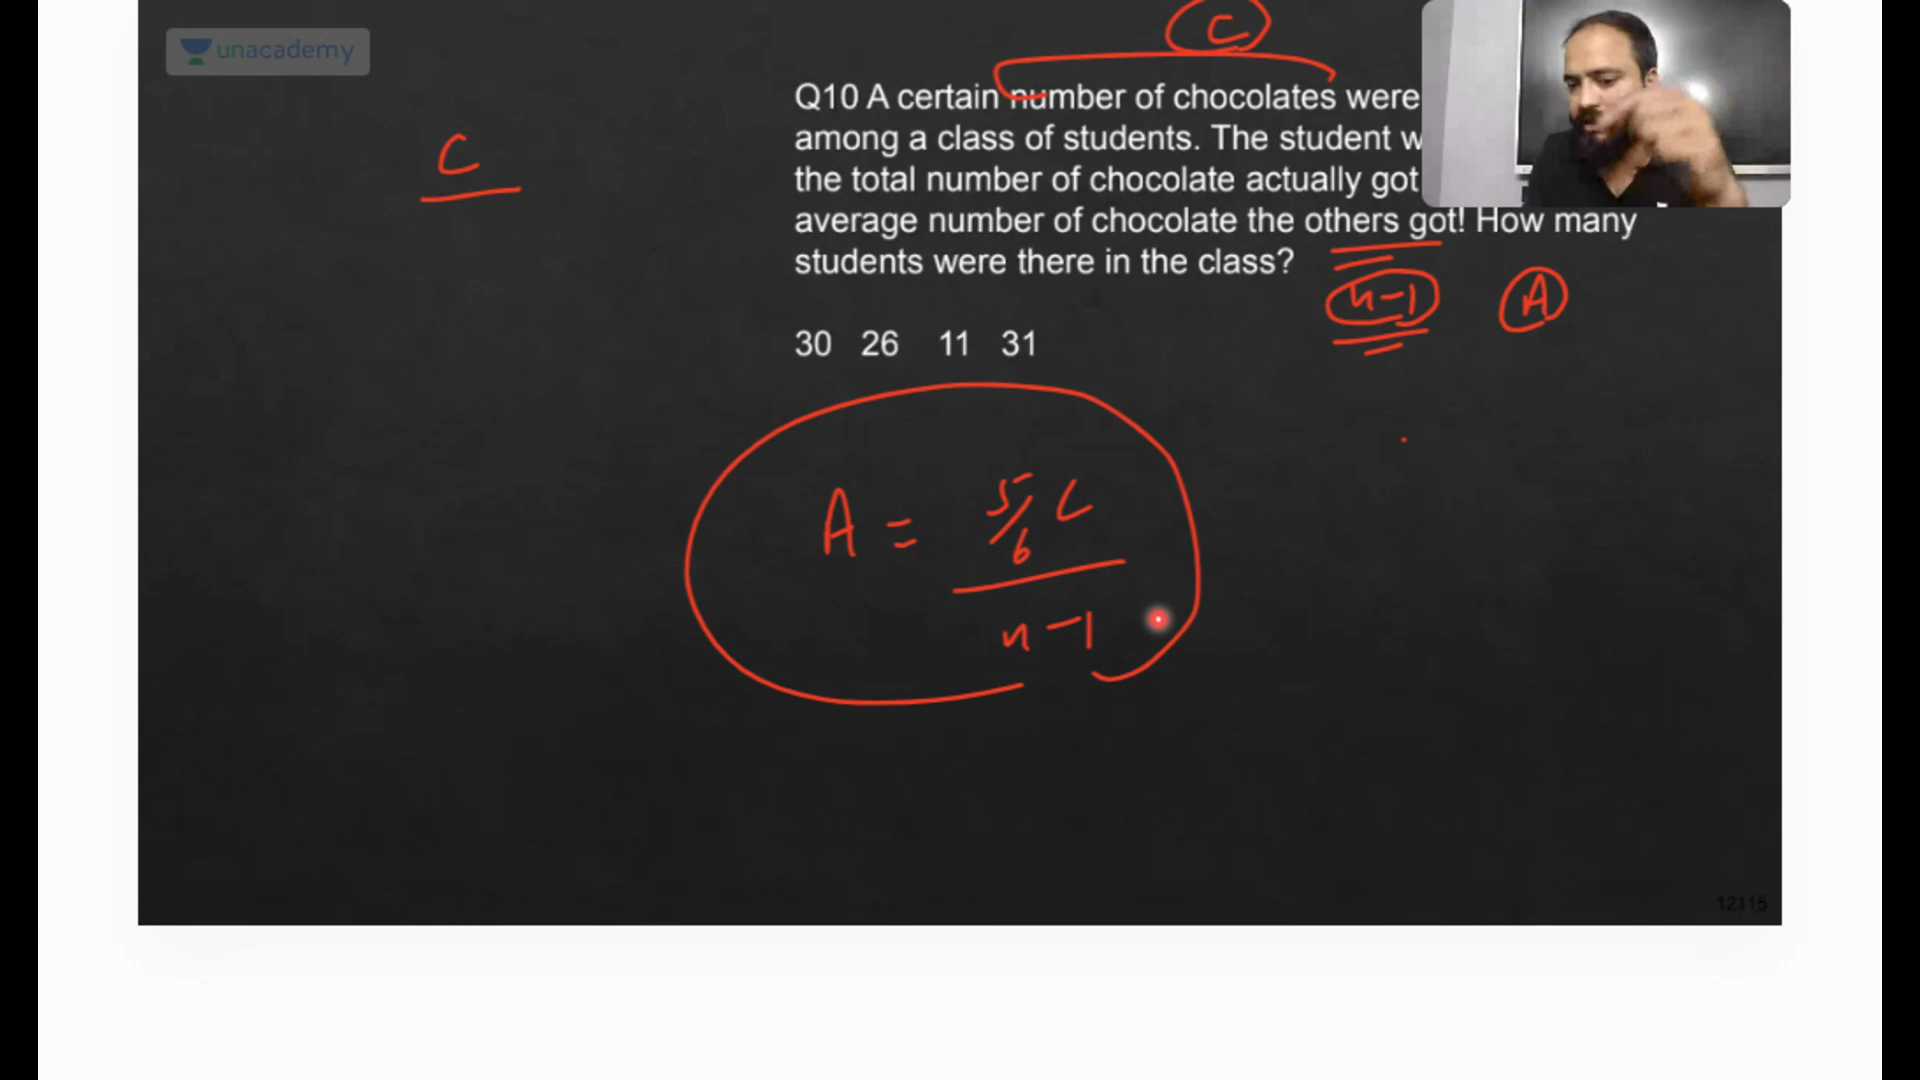 unacademy
C
Q10 A certain number of chocolates were
among a class of students. The student w
the total number of chocolate actually got
average number of chocolate the others got! How many
students were there in the class?
C
n-1 A
30 26 11 31
A = 5/6 C
n-1
12115